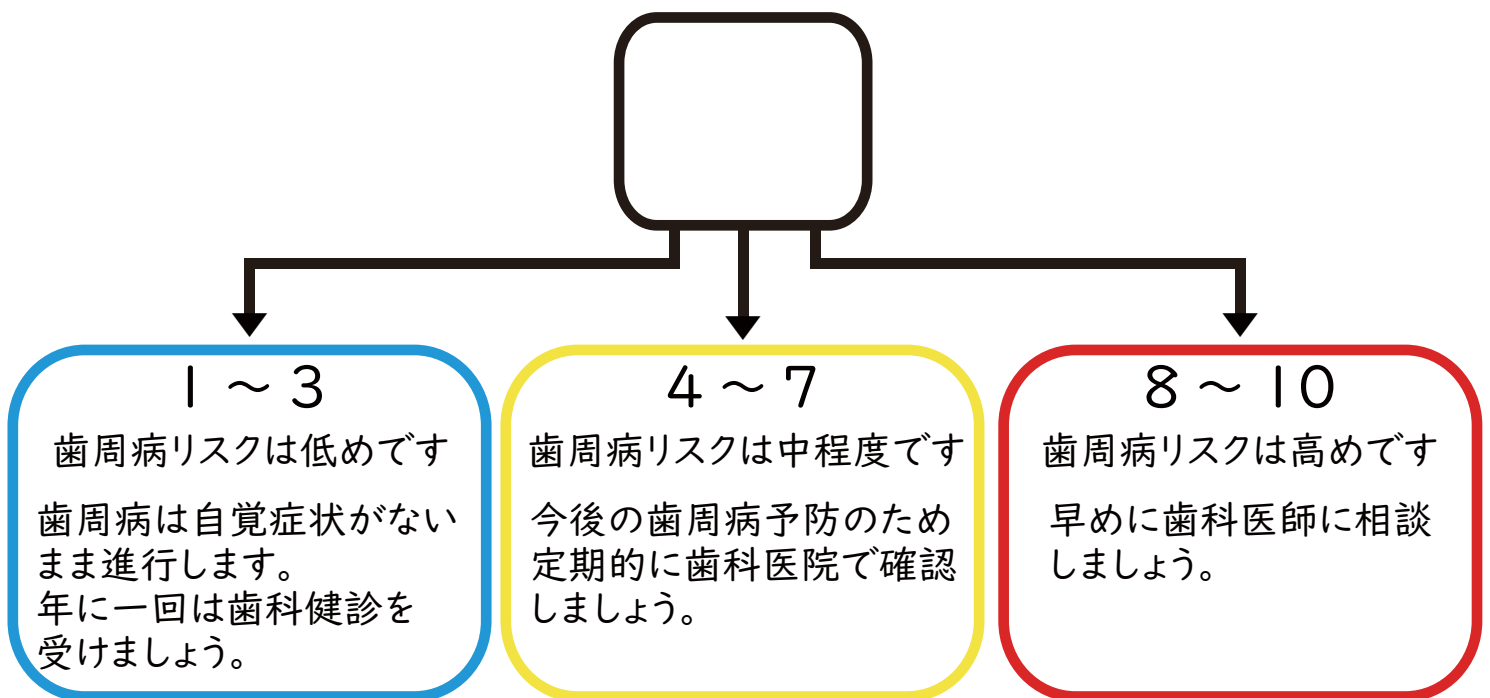 1～3
歯周病リスクは低めです
歯周病は自覚症状がない
まま進行します。
年に一回は歯科健診を
受けましょう。
4～7
歯周病リスクは中程度です
今後の歯周病予防のため
定期的に歯科医院で確認
しましょう。
8～10
歯周病リスクは高めです
早めに歯科医師に相談
しましょう。